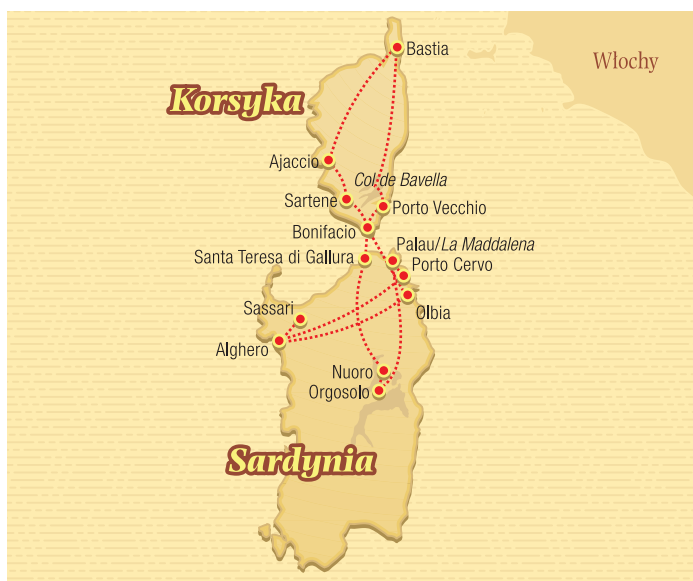 Bastia
Włochy
Korsyka
Ajaccio
Col de Bavella
Sartene
Porto Vecchio
Bonifacio
Palau/La Maddalena
Santa Teresa di Gallura
Porto Cervo
Sassari
Olbia
Alghero
Nuoro
Orgosolo
Sardynia